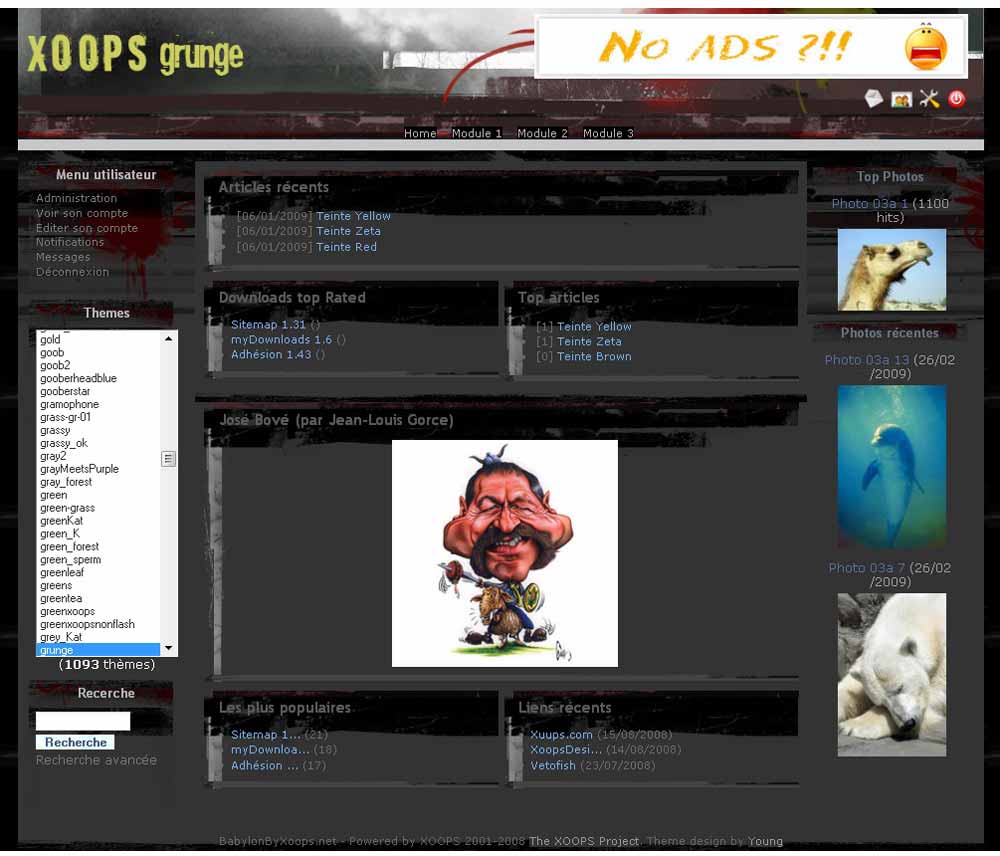 XOOPS grunge
No ADS ?!!
Home Module 1 Module 2 Module 3
Menu utilisateur
Administration
Voir son compte
Editer son compte
Notifications
Messages
Déconnexion
Themes
gold
goob
goob2
gooberheadblue
gooberstar
gramophone
grass-gr-01
grassy
grassy_ok
gray2
grayMeetsPurple
gray_forest
green
green-grass
greenKat
green_K
green_forest
green_sperm
greenleaf
greens
greentea
greenxoops
greenxoopsnonflash
grey_Kat
grunge
(1093 thèmes)
Recerche
Recherche
Recherche avancée
Articles récents
[06/01/2009] Teinte Yellow
[06/01/2009] Teinte Zeta
[06/01/2009] Teinte Red
Downloads top Rated
Sitemap 1.31 ()
myDownloads 1.6 ()
Adhésion 1.43 ()
Top articles
[1] Teinte Yellow
[1] Teinte Zeta
[0] Teinte Brown
José Bové (par Jean-Louis Gorce)
Les plus populaires
Sitemap 1... (21)
myDownloa... (18)
Adhésion ... (17)
Liens récents
Xuups.com (15/08/2008)
XoopsDesi... (14/08/2008)
Vetofish (23/07/2008)
Top Photos
Photo 03a 1 (1100
hits)
Photos récentes
Photo 03a 13 (26/02
/2009)
Photo 03a 7 (26/02
/2009)
BabylonByXoops.net - Powered by XOOPS 2001-2008 The XOOPS Project. Theme design by Young